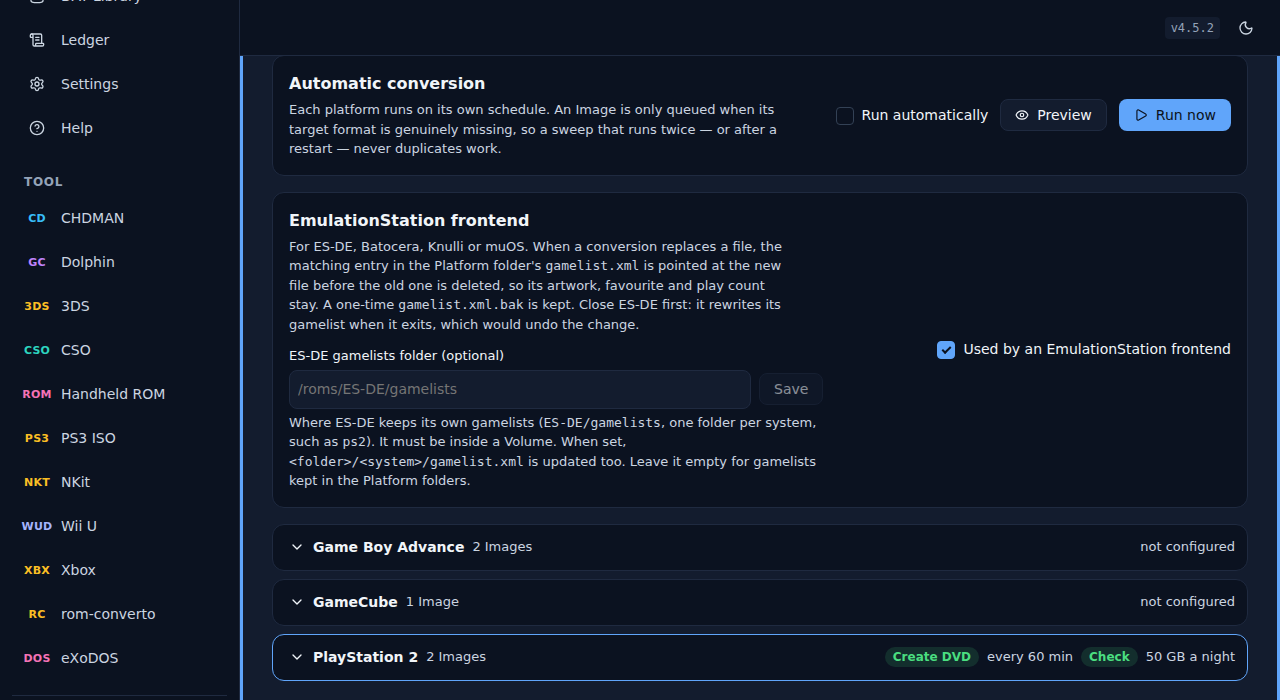 Ledger
Settings
Help
TOOL
CD CHDMAN
GC Dolphin
3DS 3DS
CSO CSO
ROM Handheld ROM
PS3 PS3 ISO
NKT NKit
WUD Wii U
XBX Xbox
RC rom-converto
DOS eXoDOS
v4.5.2
Automatic conversion
Each platform runs on its own schedule. An Image is only queued when its
target format is genuinely missing, so a sweep that runs twice — or after a
restart — never duplicates work.
Run automatically
Preview
Run now
EmulationStation frontend
For ES-DE, Batocera, Knulli or muOS. When a conversion replaces a file, the
matching entry in the Platform folder's gamelist.xml is pointed at the new
file before the old one is deleted, so its artwork, favourite and play count
stay. A one-time gamelist.xml.bak is kept. Close ES-DE first: it rewrites its
gamelist when it exits, which would undo the change.
ES-DE gamelists folder (optional)
/roms/ES-DE/gamelists
Save
Where ES-DE keeps its own gamelists (ES-DE/gamelists, one folder per system,
such as ps2). It must be inside a Volume. When set,
<folder>/<system>/gamelist.xml is updated too. Leave it empty for gamelists
kept in the Platform folders.
Used by an EmulationStation frontend
Game Boy Advance 2 Images not configured
GameCube 1 Image not configured
PlayStation 2 2 Images Create DVD every 60 min Check 50 GB a night